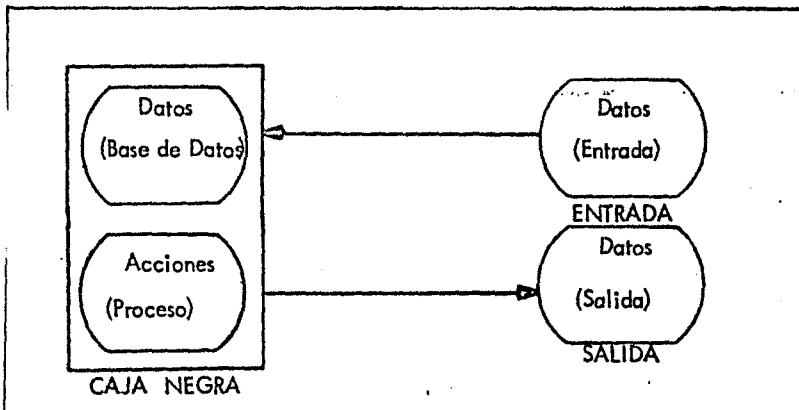 Datos
(Base de Datos)
Acciones
(Proceso)
CAJA NEGRA
Datos
(Entrada)
ENTRADA
Datos
(Salida)
SALIDA